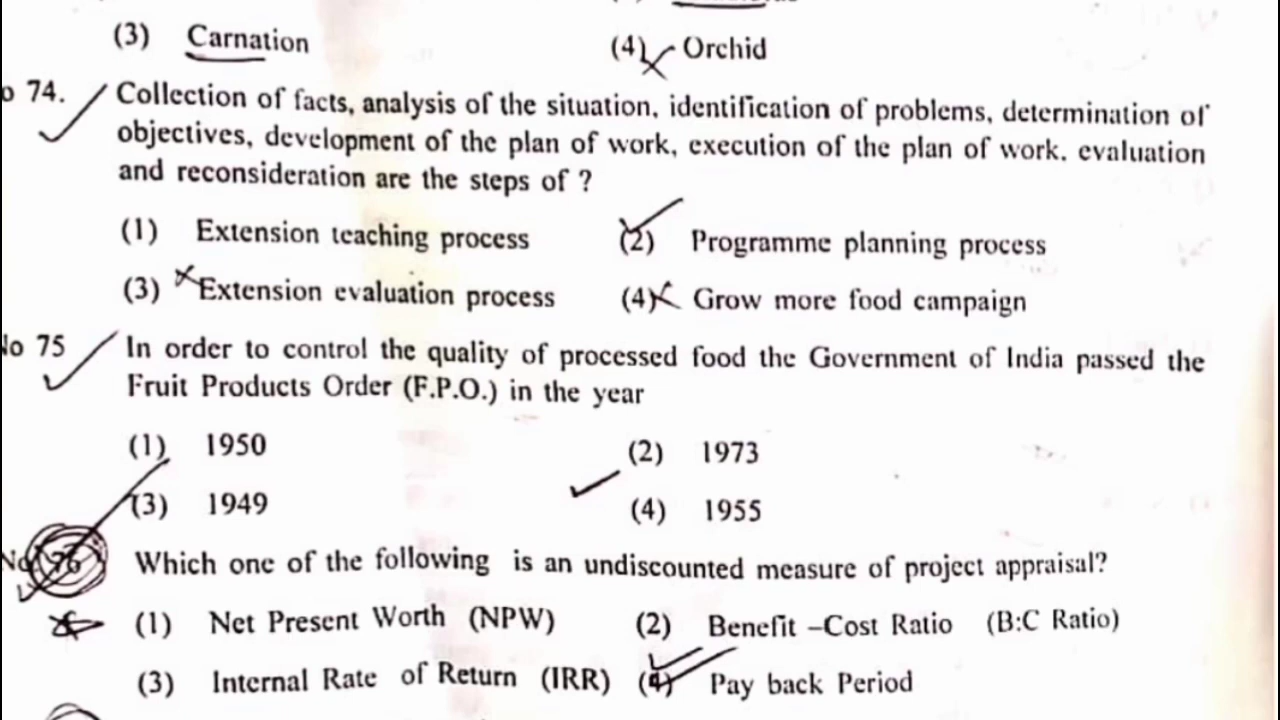 (3) Carnation
(4) Orchid
o 74. Collection of facts, analysis of the situation, identification of problems, determination of
objectives, development of the plan of work, execution of the plan of work. evaluation
and reconsideration are the steps of ?
(1) Extension teaching process
(2) Programme planning process
(3) Extension evaluation process
(4) Grow more food campaign
No 75 In order to control the quality of processed food the Government of India passed the
Fruit Products Order (F.P.O.) in the year
(1) 1950
(2) 1973
(3) 1949
(4) 1955
No 76 Which one of the following is an undiscounted measure of project appraisal?
(1) Net Present Worth (NPW)
(2) Benefit –Cost Ratio (B:C Ratio)
(3) Internal Rate of Return (IRR)
(4) Pay back Period